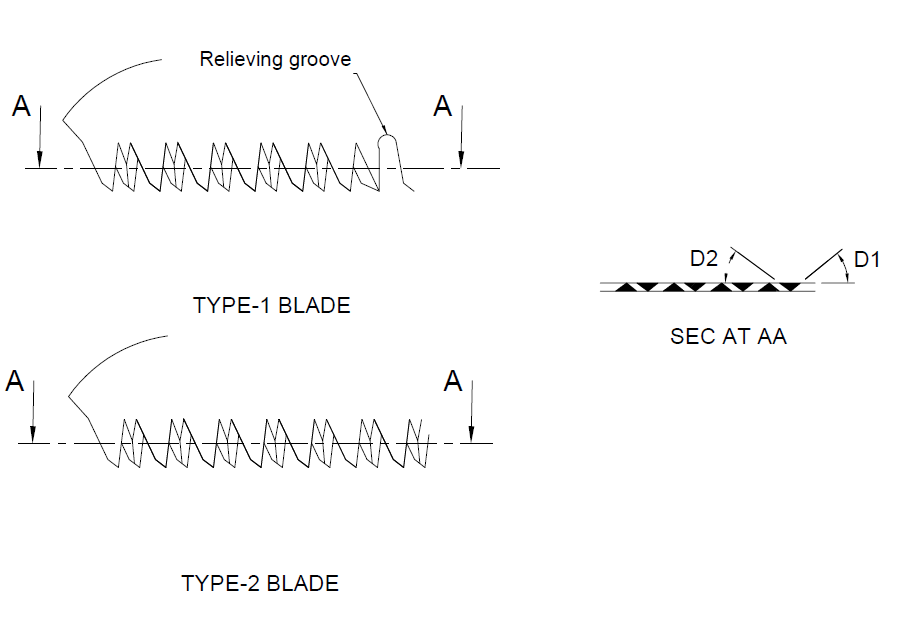 Relieving groove
A
A
TYPE-1 BLADE
D2
D1
SEC AT AA
A
A
TYPE-2 BLADE